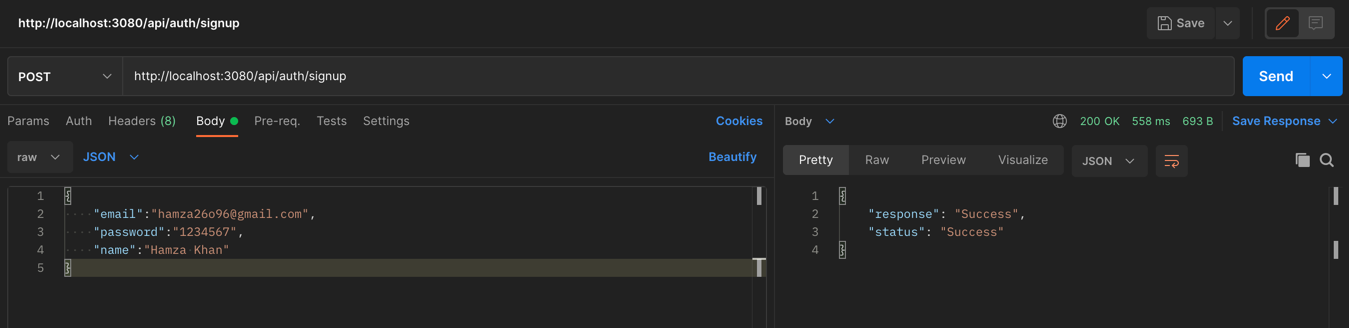 http://localhost:3080/api/auth/signup
Save
POST
http://localhost:3080/api/auth/signup
Send
Params Auth Headers (8) Body Pre-req. Tests Settings Cookies
Body 200 OK 558 ms 693 B Save Response
raw JSON Beautify
Pretty Raw Preview Visualize JSON
1 {
2 "email":"hamza26o96@gmail.com",
3 "password":"1234567",
4 "name":"Hamza Khan"
5 }
1 {
2 "response": "Success",
3 "status": "Success"
4 }